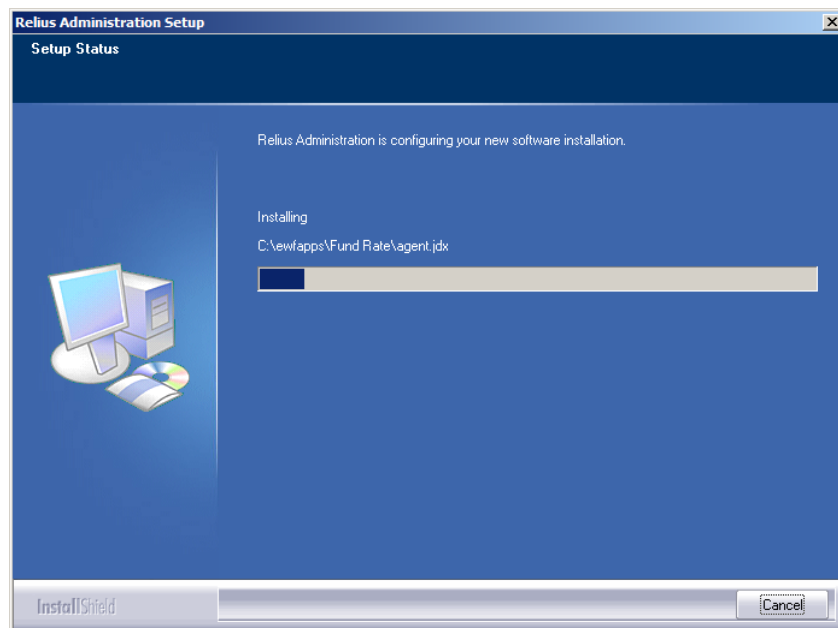 Relius Administration Setup
Setup Status
Relius Administration is configuring your new software installation.
Installing
C:\ewfapps\Fund Rate\agent.jdx
InstallShield
Cancel